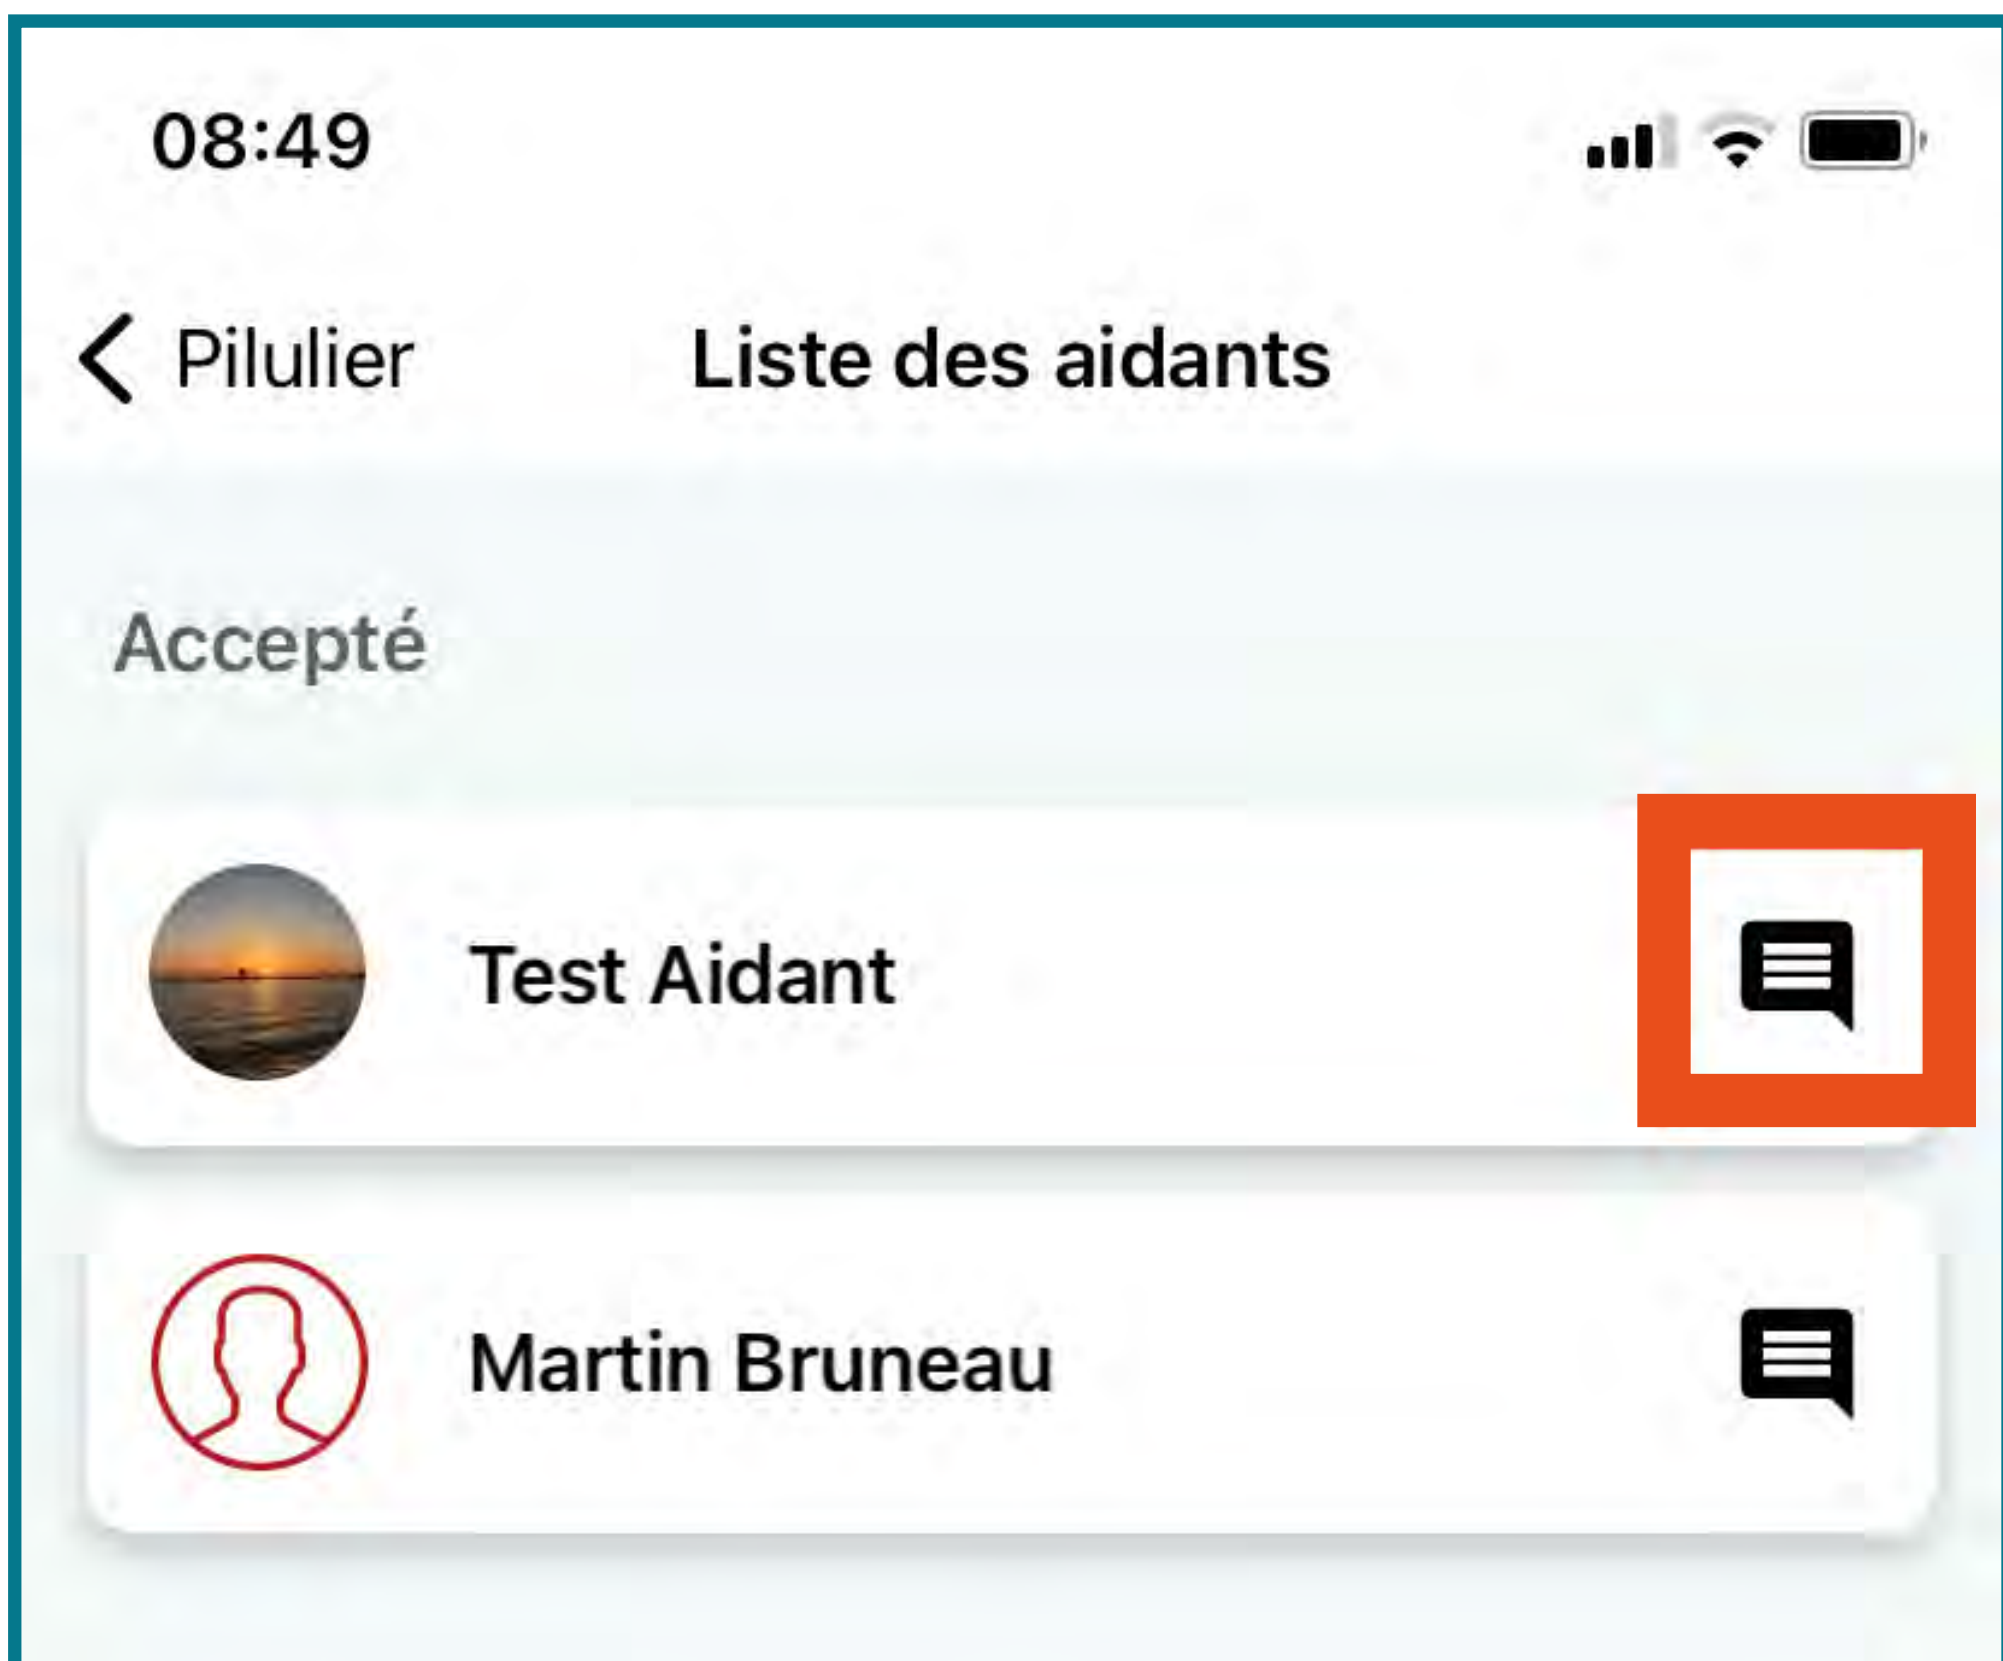 08:49
Pilulier
Liste des aidants
Accepté
Test Aidant
Martin Bruneau